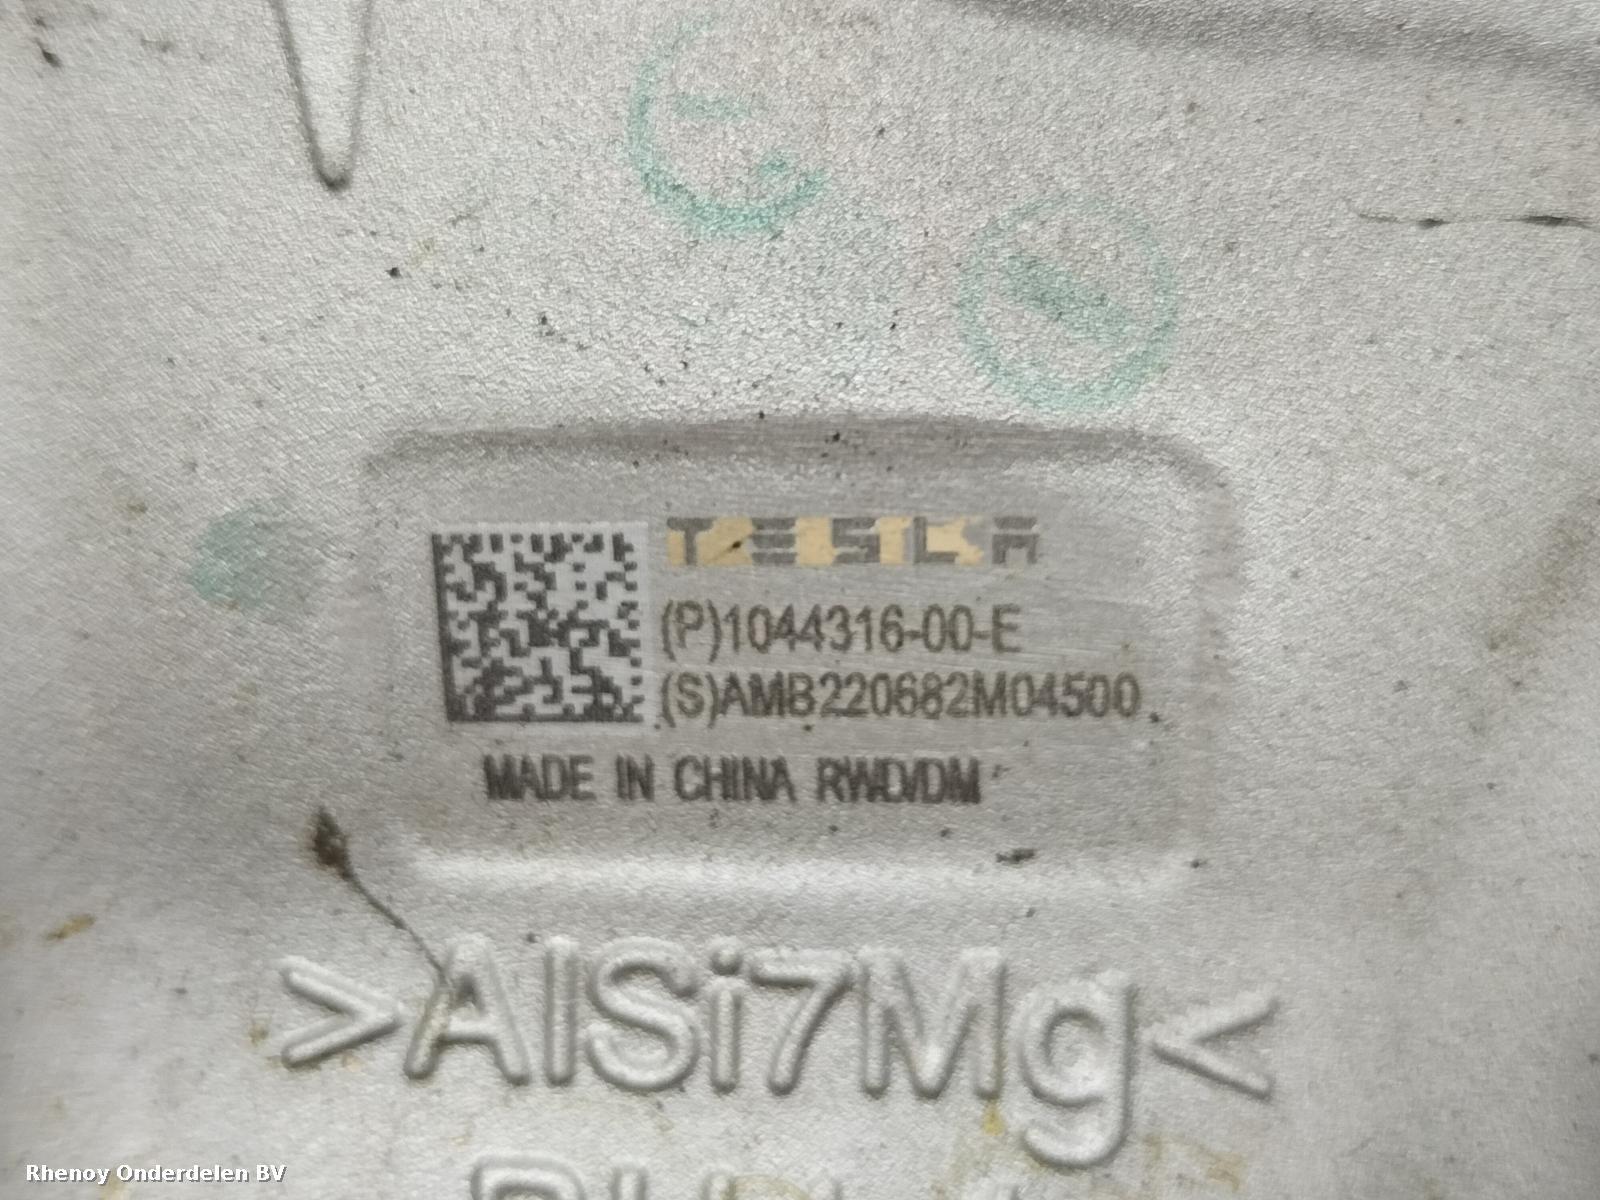 TESLA
(P)1044316-00-E
(S)AMB220682M04500
MADE IN CHINA RWD/DM
>AlSi7Mg<
Rhenoy Onderdelen BV